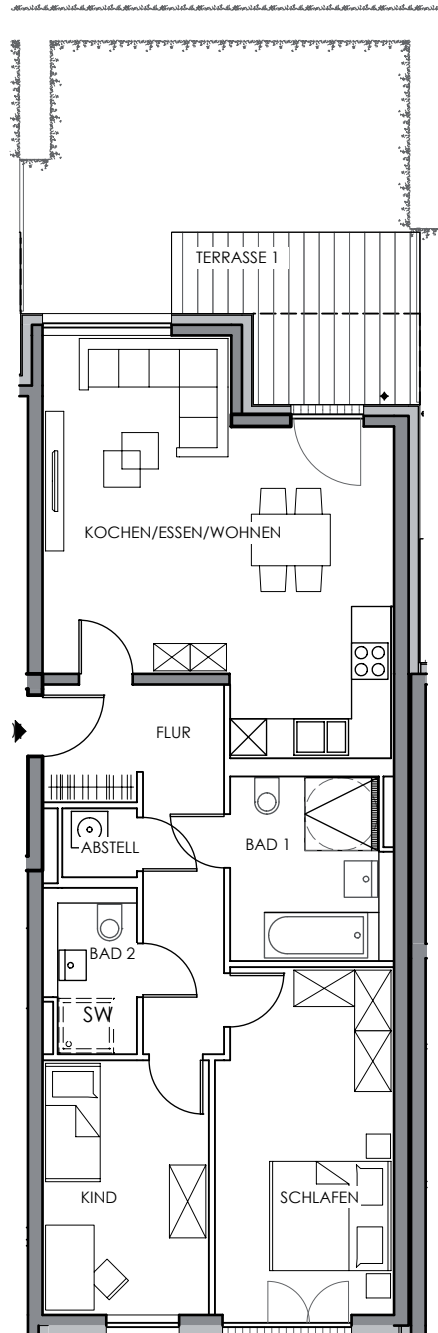 TERRASSE 1
KOCHEN/ESSEN/WOHNEN
FLUR
ABSTELL
BAD 1
BAD 2
SW
KIND
SCHLAFEN